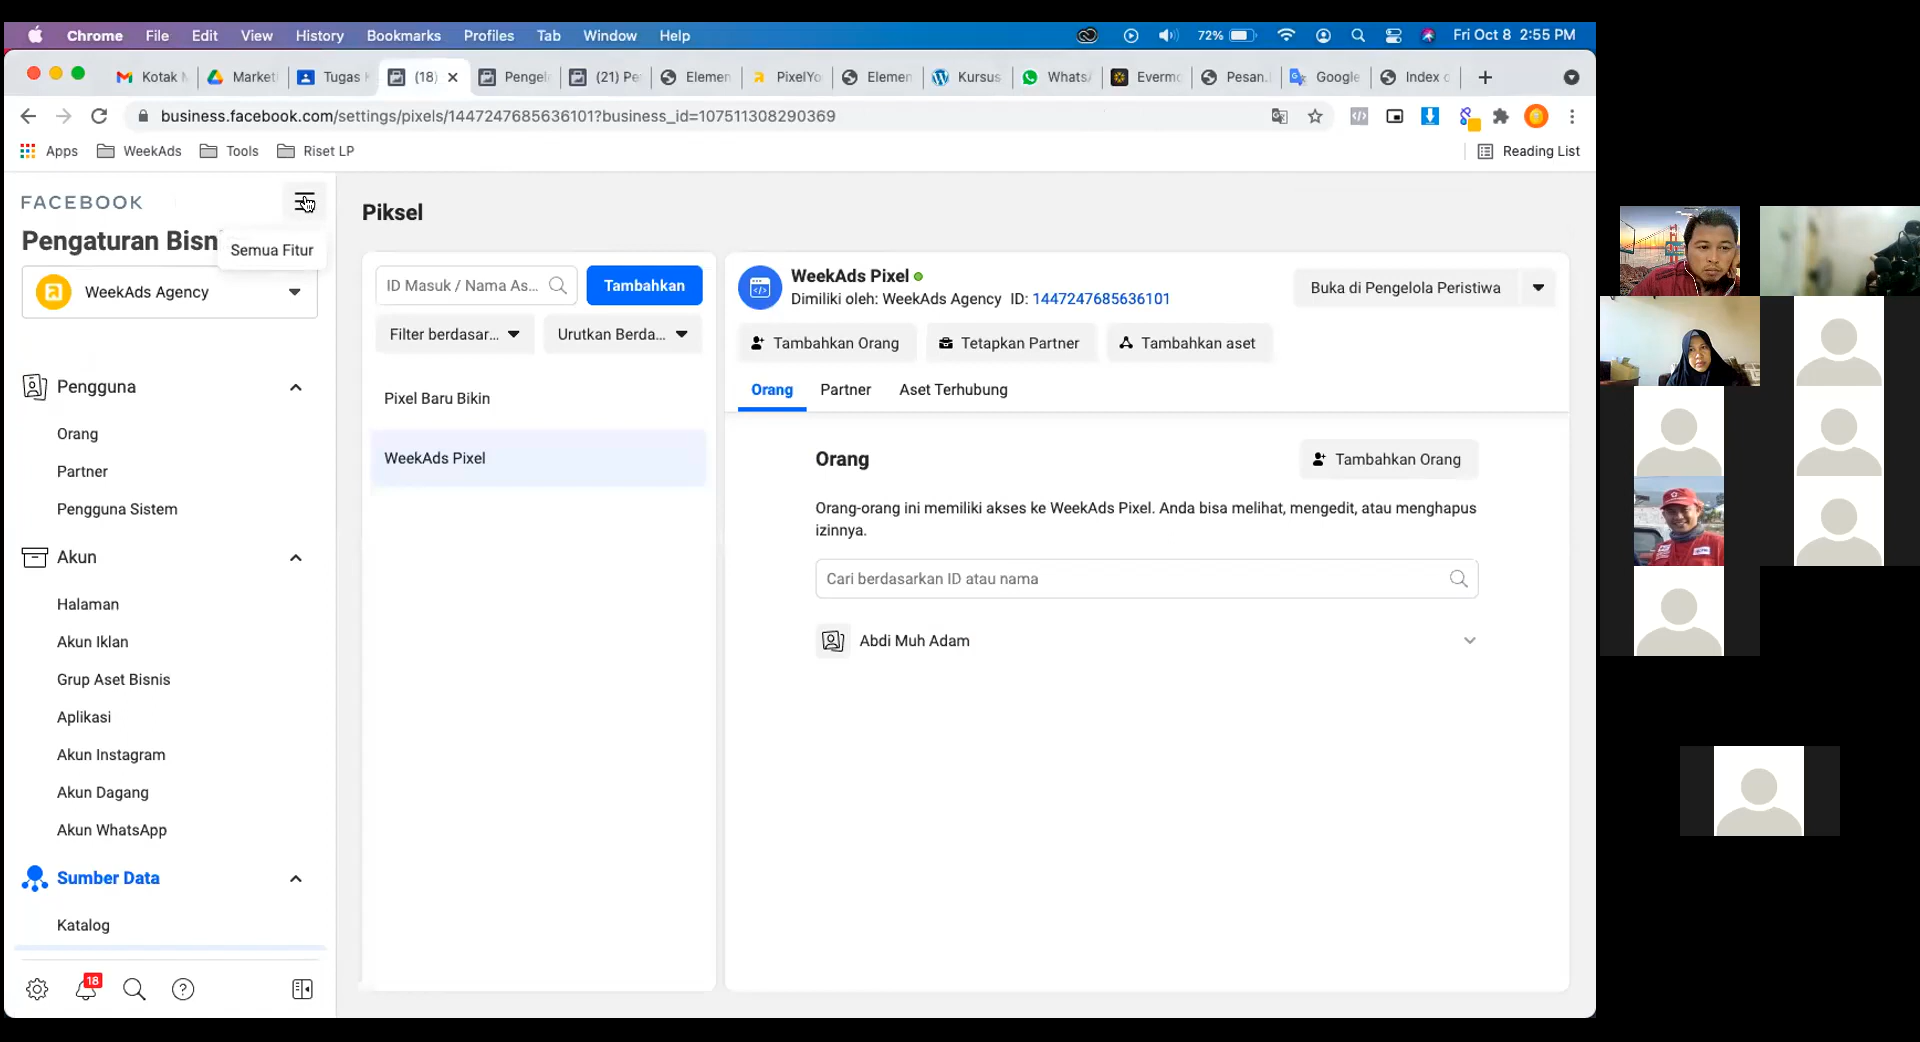 Chrome File Edit View History Bookmarks Profiles Tab Window Help 72% Fri Oct 8 2:55 PM
Kotak Market Tugas (18) Pengel (21) Pe Elemen PixelYo Elemen Kursus Whats Everm Pesan. Google Index
business.facebook.com/settings/pixels/1447247685636101?business_id=107511308290369
Apps WeekAds Tools Riset LP Reading List
FACEBOOK
Pengaturan Bisn
Semua Fitur
WeekAds Agency
Pengguna
Orang
Partner
Pengguna Sistem
Akun
Halaman
Akun Iklan
Grup Aset Bisnis
Aplikasi
Akun Instagram
Akun Dagang
Akun WhatsApp
Sumber Data
Katalog
18
Piksel
ID Masuk / Nama As... Tambahkan
Filter berdasar... Urutkan Berda...
Pixel Baru Bikin
WeekAds Pixel
WeekAds Pixel
Dimiliki oleh: WeekAds Agency ID: 1447247685636101
Buka di Pengelola Peristiwa
Tambahkan Orang Tetapkan Partner Tambahkan aset
Orang Partner Aset Terhubung
Orang
Tambahkan Orang
Orang-orang ini memiliki akses ke WeekAds Pixel. Anda bisa melihat, mengedit, atau menghapus
izinnya.
Cari berdasarkan ID atau nama
Abdi Muh Adam